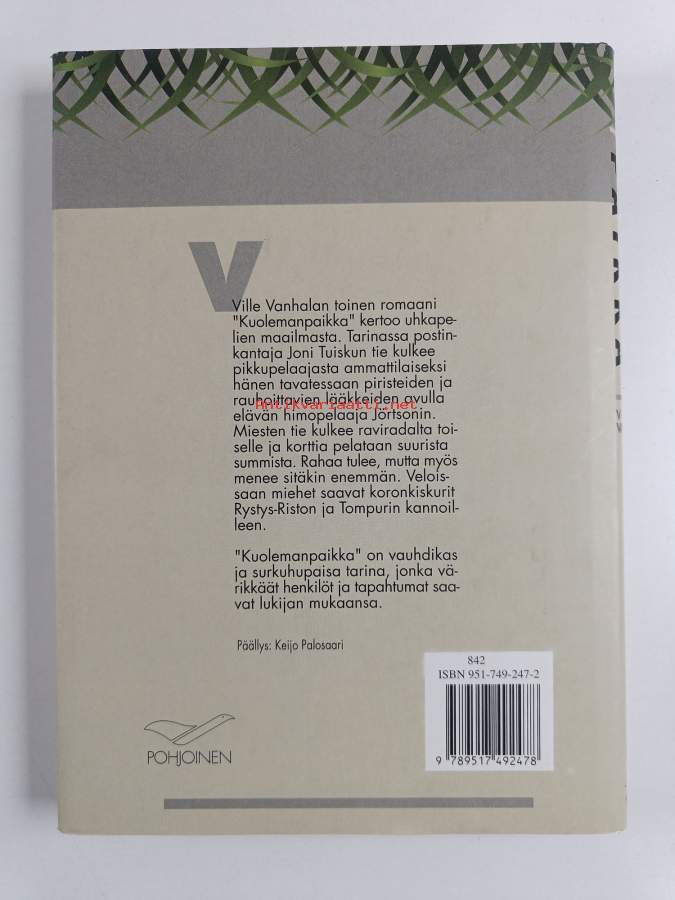 V
Ville Vanhalan toinen romaani
"Kuolemanpaikka" kertoo uhkape-
lien maailmasta. Tarinassa postin-
kantaja Joni Tuiskun tie kulkee
pikkupelaajasta ammattilaiseksi
hänen tavatessaan piristeiden ja
rauhoittavien lääkkeiden avulla
elävän himopelaaja Jortsonin.
Miesten tie kulkee raviradalta toi-
selle ja korttia pelataan suurista
summista. Rahaa tulee, mutta myös
menee sitäkin enemmän. Velois-
saan miehet saavat koronkiskurit
Rystys-Riston ja Tompurin kannoil-
leen.
"Kuolemanpaikka" on vauhdikas
ja surkuhupaisa tarina, jonka vä-
rikkäät henkilöt ja tapahtumat saa-
vat lukijan mukaansa.
Päällys: Keijo Palosaari
842
ISBN 951-749-247-2
9 789517 492478
POHJOINEN
Antikvariaatti.net